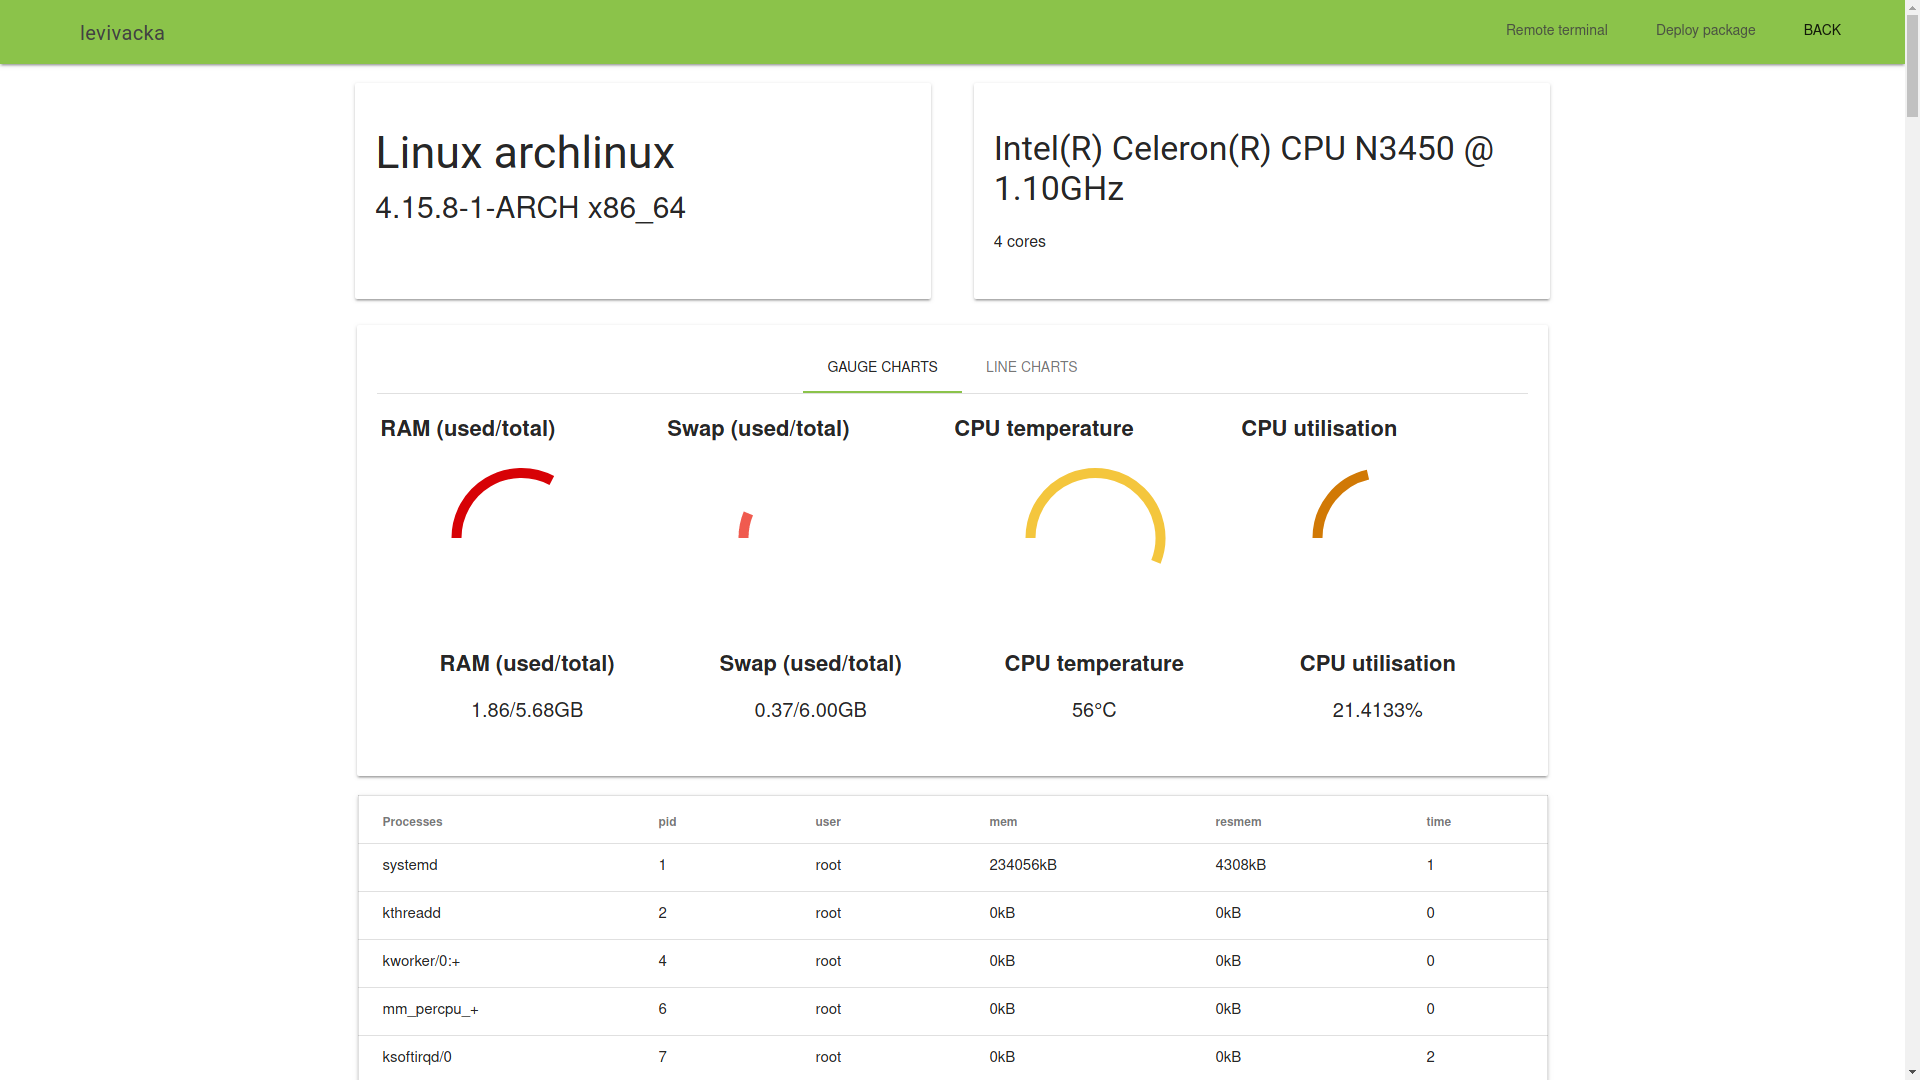 levivacka
Remote terminal
Deploy package
BACK
Linux archlinux
4.15.8-1-ARCH x86_64
Intel(R) Celeron(R) CPU N3450 @
1.10GHz
4 cores
GAUGE CHARTS
LINE CHARTS
RAM (used/total)
Swap (used/total)
CPU temperature
CPU utilisation
RAM (used/total)
Swap (used/total)
CPU temperature
CPU utilisation
1.86/5.68GB
0.37/6.00GB
56°C
21.4133%
Processes pid user mem resmem time
systemd 1 root 234056kB 4308kB 1
kthreadd 2 root 0kB 0kB 0
kworker/0:+ 4 root 0kB 0kB 0
mm_percpu_+ 6 root 0kB 0kB 0
ksoftirqd/0 7 root 0kB 0kB 2